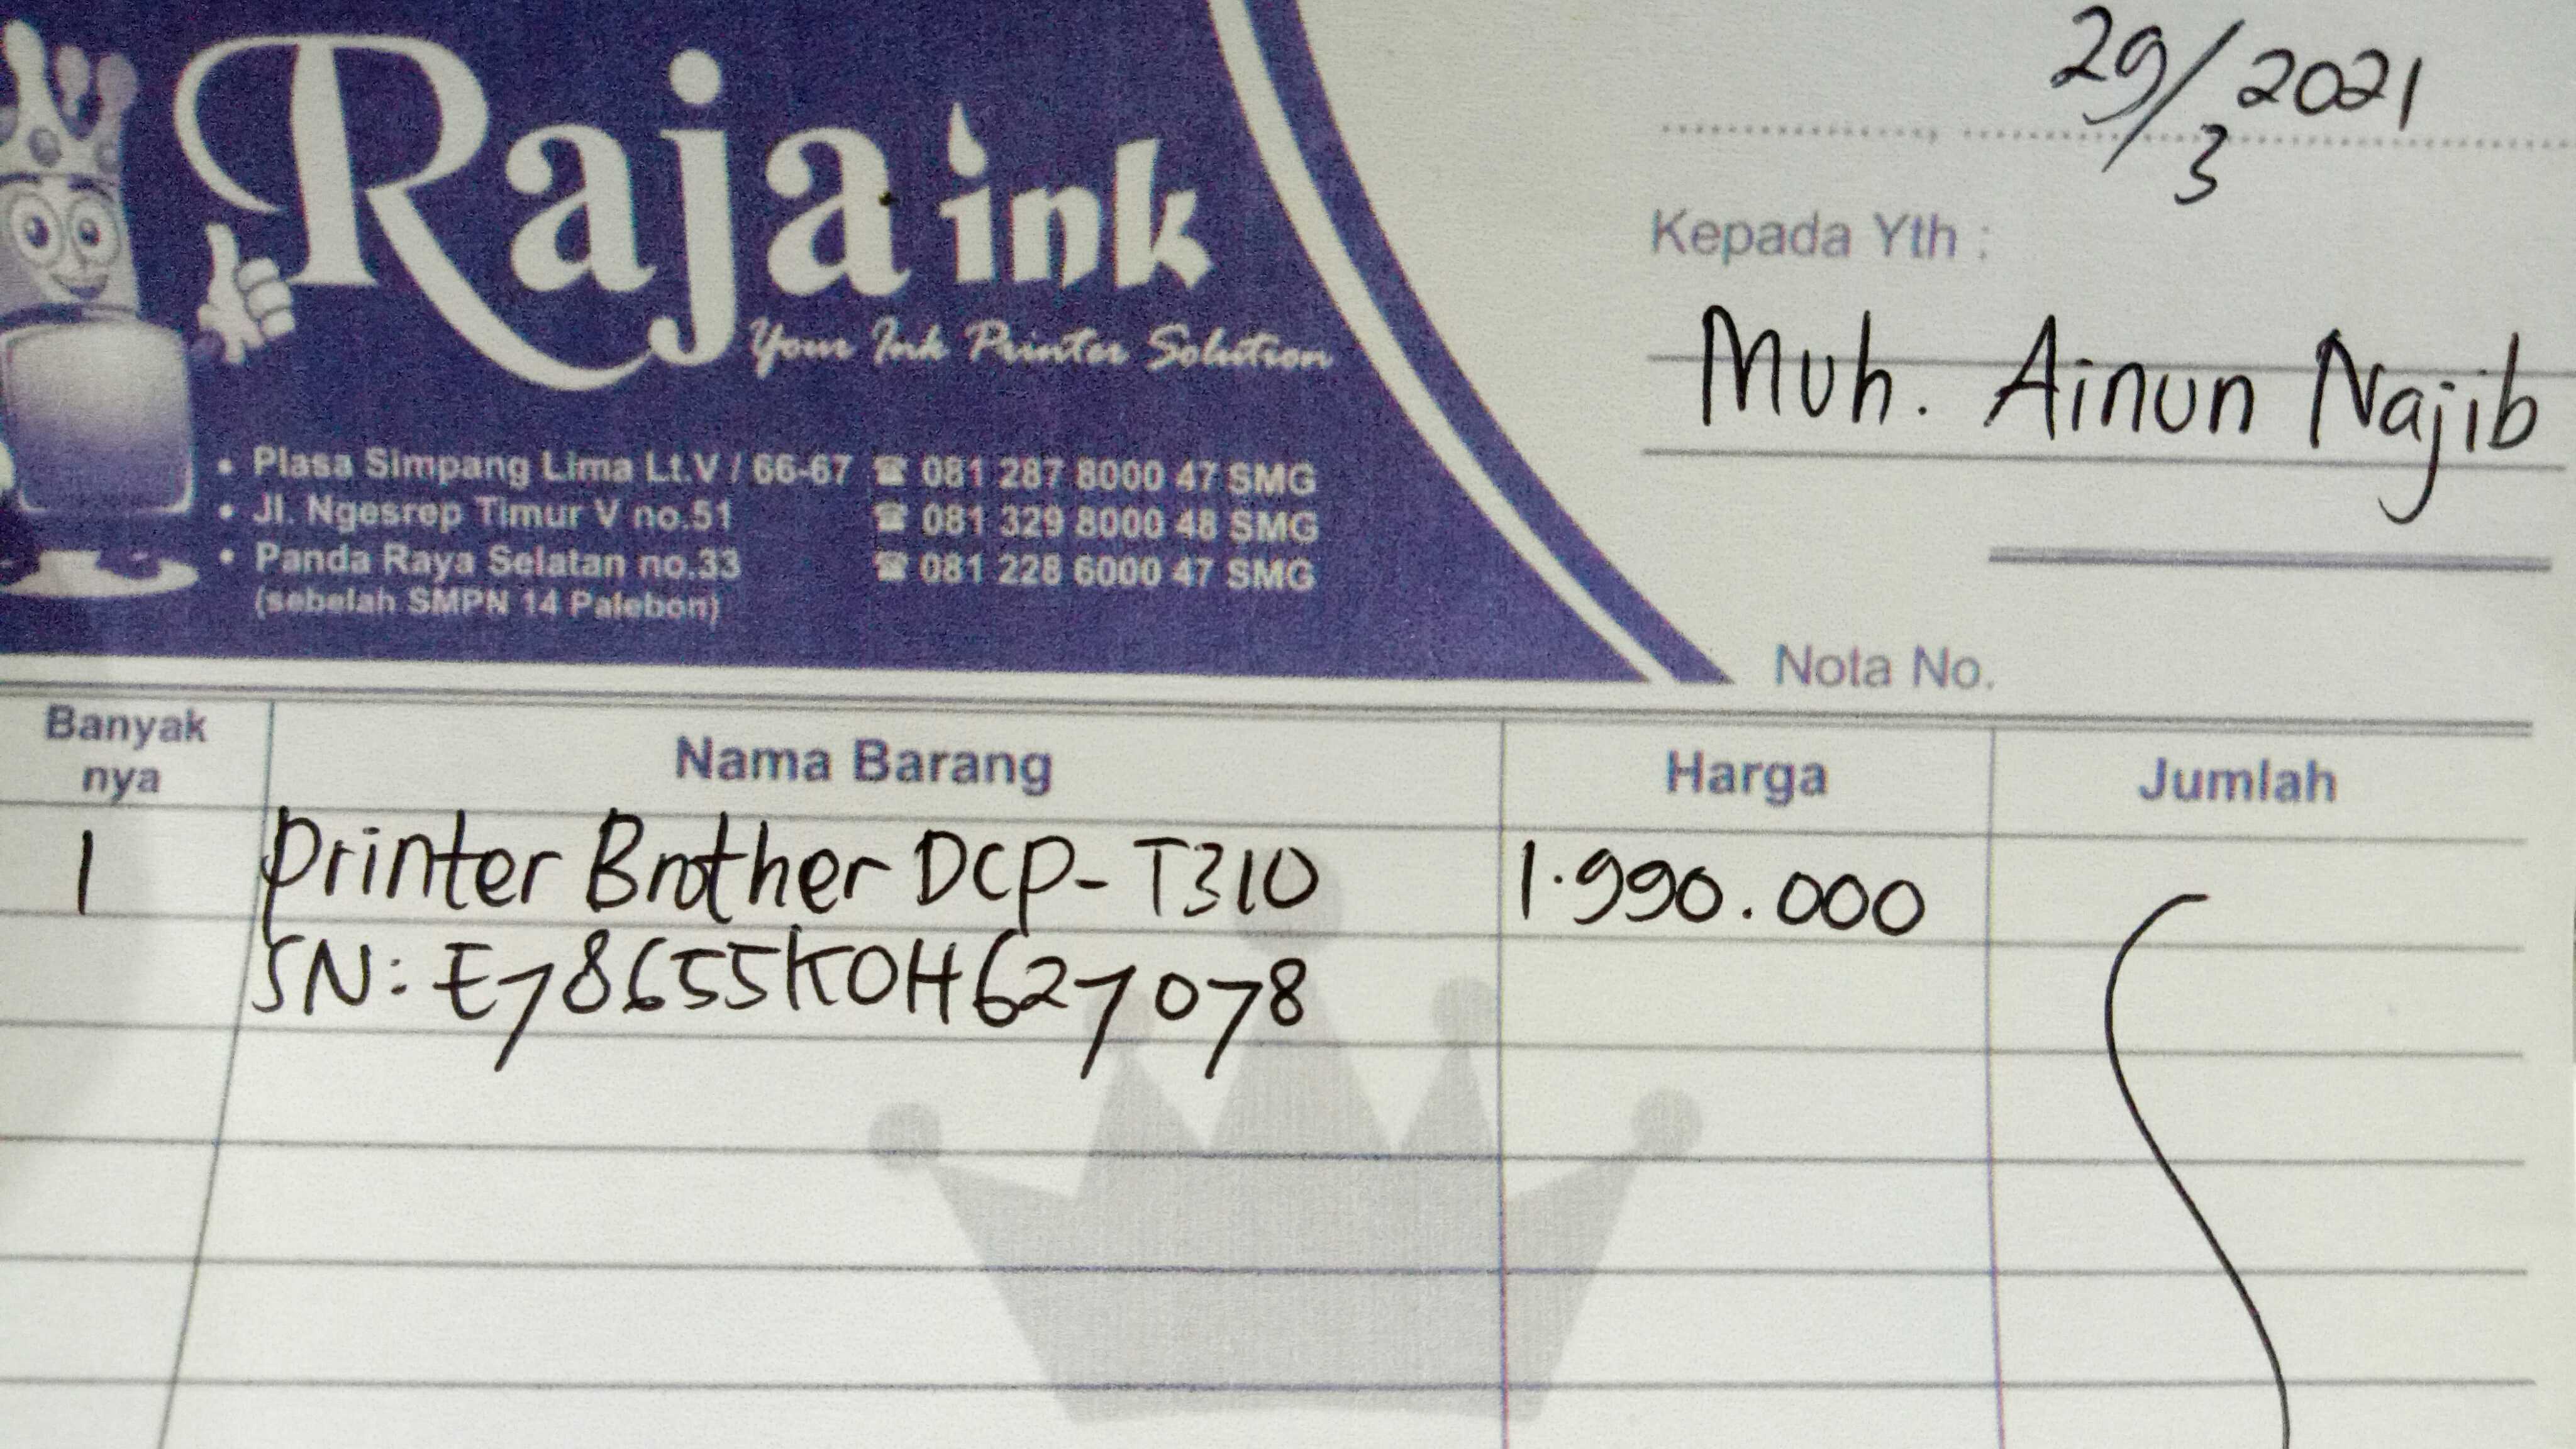 Raja ink
Your Ink Printer Solution
• Plasa Simpang Lima Lt.V / 66-67 ☎ 081 287 8000 47 SMG
• Jl. Ngesrep Timur V no.51 ☎ 081 329 8000 48 SMG
• Panda Raya Selatan no.33 ☎ 081 228 6000 47 SMG
(sebelah SMPN 14 Palebon)
29/3 2021
Kepada Yth :
Muh. Ainun Najib
Nota No.
Banyak nya Nama Barang Harga Jumlah
1 Printer Brother DCP-T310 1.990.000
SN: E78655K0H627078